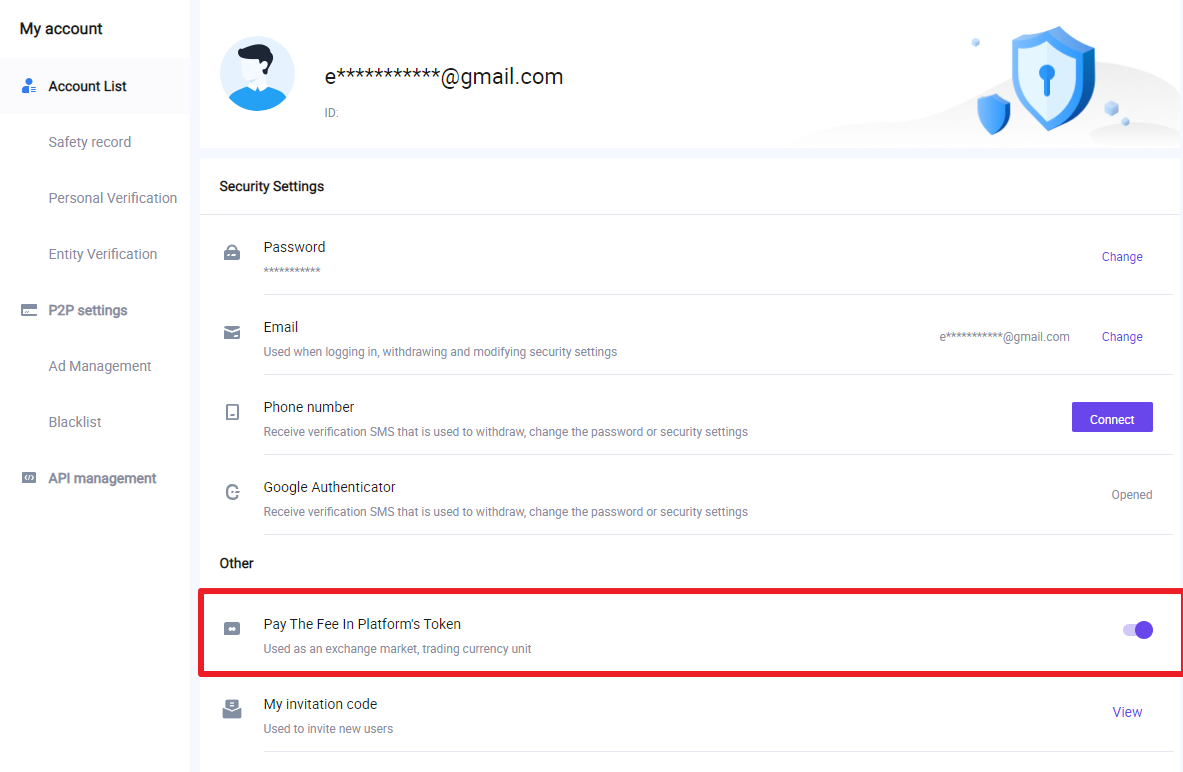 My account
Account List
Safety record
Personal Verification
Entity Verification
P2P settings
Ad Management
Blacklist
API management
e***********@gmail.com
ID:
Security Settings
Password
***********
Change
Email
Used when logging in, withdrawing and modifying security settings
e***********@gmail.com
Change
Phone number
Receive verification SMS that is used to withdraw, change the password or security settings
Connect
Google Authenticator
Receive verification SMS that is used to withdraw, change the password or security settings
Opened
Other
Pay The Fee In Platform's Token
Used as an exchange market, trading currency unit
My invitation code
Used to invite new users
View